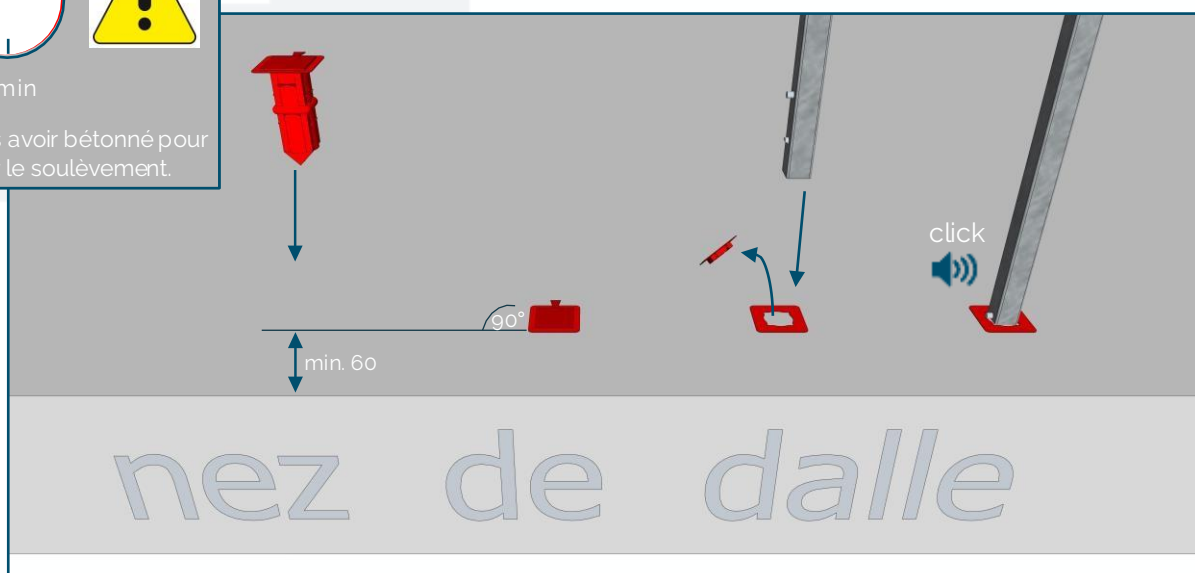 min
avoir bétonné pour
le soulèvement.
click
90°
min. 60
nez de dalle